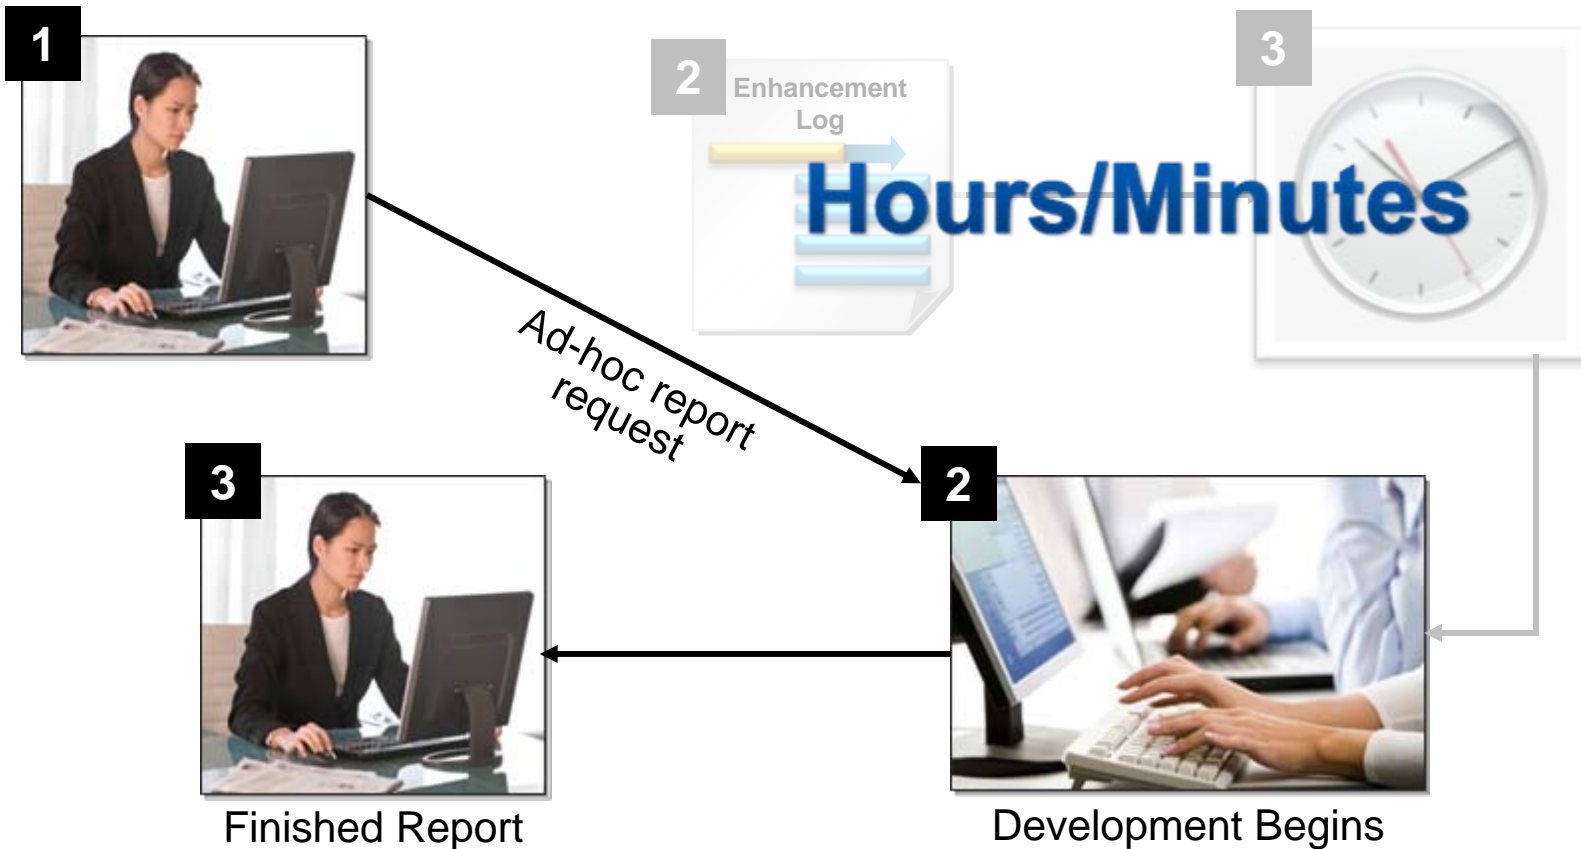 1
2
Enhancement
Log
3
Hours/Minutes
Ad-hoc report
request
3
Finished Report
2
Development Begins